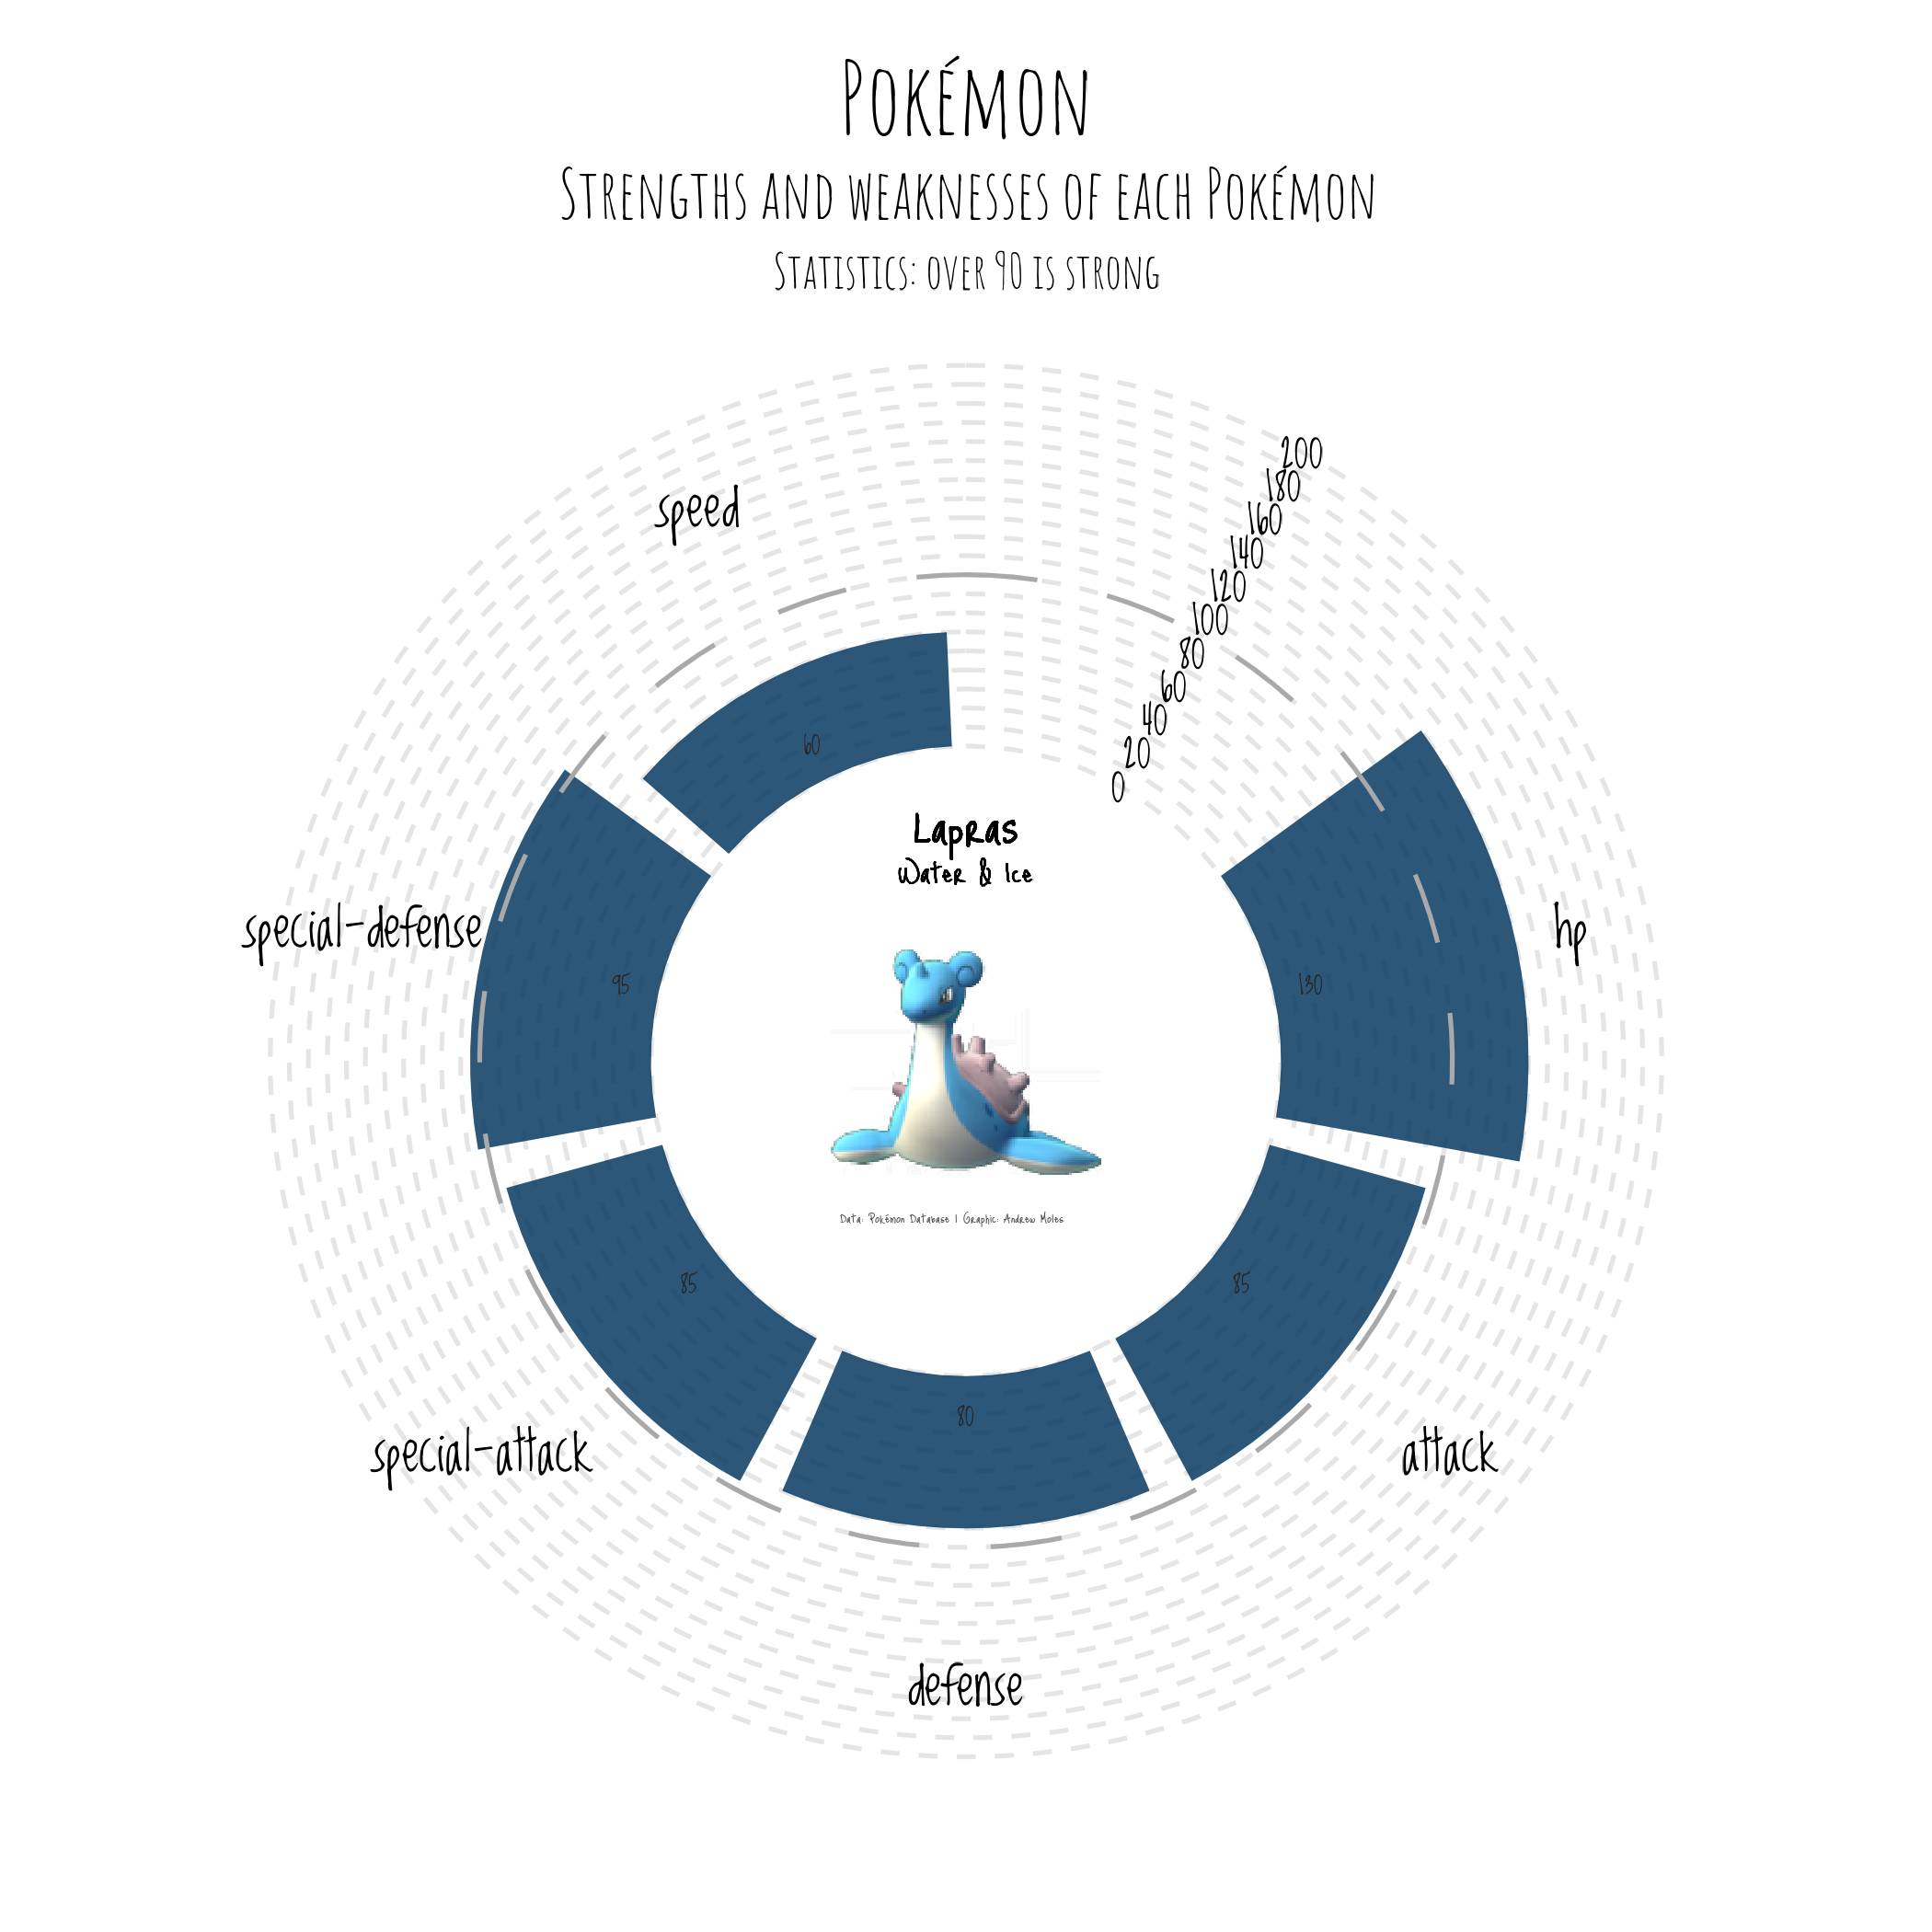 Pokémon
Strengths and weaknesses of each Pokémon
Statistics: over 90 is strong
200
180
160
140
120
100
80
60
40
20
0
speed
60
Lapras
Water & Ice
special-defense
95
130
hp
Data: Pokémon Database | Graphic: Andrew Moles
85
85
special-attack
80
attack
defense